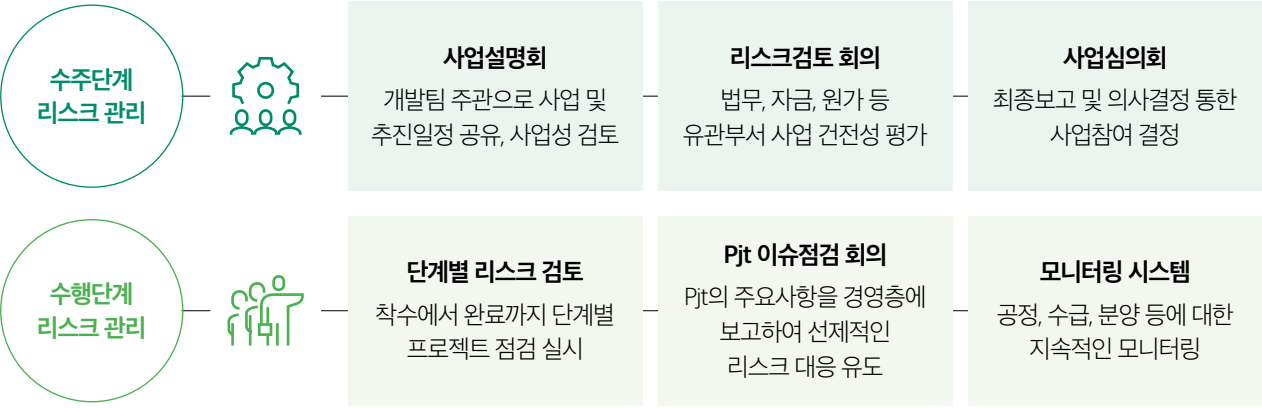 수주단계
리스크 관리
사업설명회
개발팀 주관으로 사업 및
추진일정 공유, 사업성 검토
리스크검토 회의
법무, 자금, 원가 등
유관부서 사업 건전성 평가
사업심의회
최종보고 및 의사결정 통한
사업참여 결정
수행단계
리스크 관리
단계별 리스크 검토
착수에서 완료까지 단계별
프로젝트 점검 실시
Pjt 이슈점검 회의
Pjt의 주요사항을 경영층에
보고하여 선제적인
리스크 대응 유도
모니터링 시스템
공정, 수급, 분양 등에 대한
지속적인 모니터링